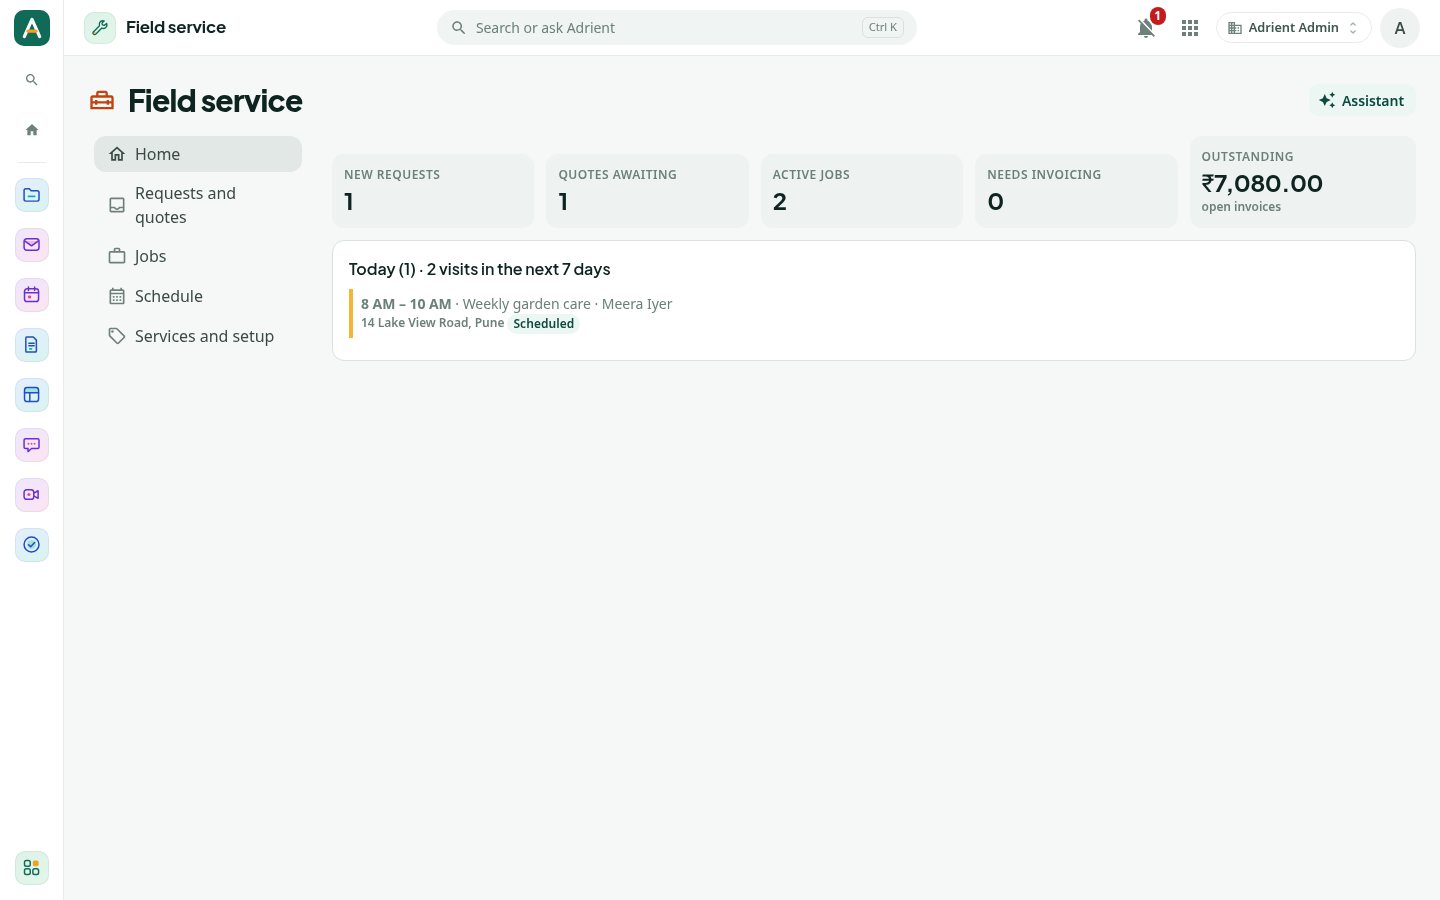 Field service
Search or ask Adrient
Ctrl K
1
Adrient Admin
A
Field service
Assistant
Home
Requests and
quotes
Jobs
Schedule
Services and setup
NEW REQUESTS
1
QUOTES AWAITING
1
ACTIVE JOBS
2
NEEDS INVOICING
0
OUTSTANDING
₹7,080.00
open invoices
Today (1) · 2 visits in the next 7 days
8 AM – 10 AM · Weekly garden care · Meera Iyer
14 Lake View Road, Pune Scheduled